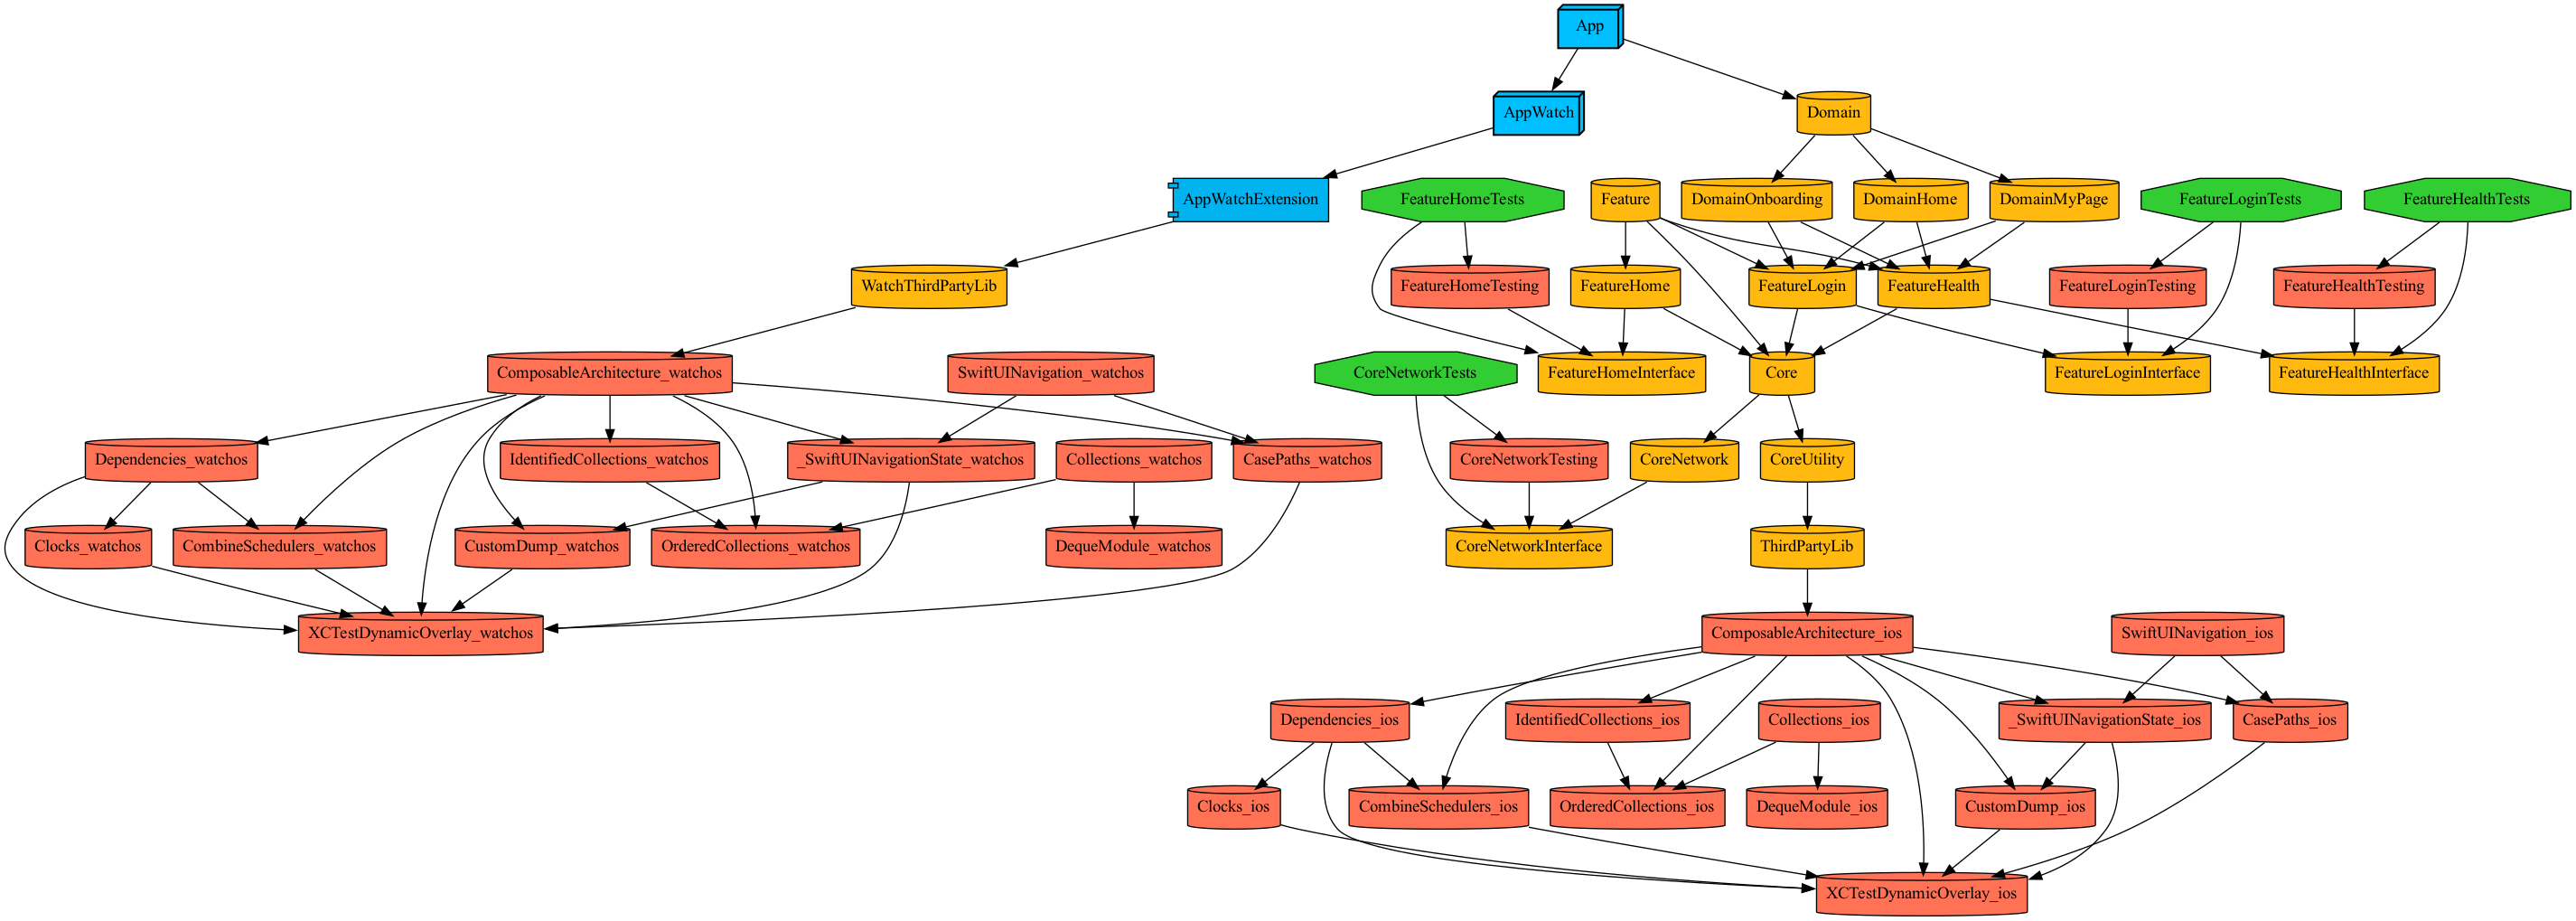 App
AppWatch
Domain
AppWatchExtension
FeatureHomeTests
Feature
DomainOnboarding
DomainHome
DomainMyPage
FeatureLoginTests
FeatureHealthTests
WatchThirdPartyLib
FeatureHomeTesting
FeatureHome
FeatureLogin
FeatureHealth
FeatureLoginTesting
FeatureHealthTesting
ComposableArchitecture_watchos
SwiftUINavigation_watchos
CoreNetworkTests
FeatureHomeInterface
Core
FeatureLoginInterface
FeatureHealthInterface
Dependencies_watchos
IdentifiedCollections_watchos
_SwiftUINavigationState_watchos
Collections_watchos
CasePaths_watchos
CoreNetworkTesting
CoreNetwork
CoreUtility
Clocks_watchos
CombineSchedulers_watchos
CustomDump_watchos
OrderedCollections_watchos
DequeModule_watchos
CoreNetworkInterface
ThirdPartyLib
XCTestDynamicOverlay_watchos
ComposableArchitecture_ios
SwiftUINavigation_ios
Dependencies_ios
IdentifiedCollections_ios
Collections_ios
_SwiftUINavigationState_ios
CasePaths_ios
Clocks_ios
CombineSchedulers_ios
OrderedCollections_ios
DequeModule_ios
CustomDump_ios
XCTestDynamicOverlay_ios